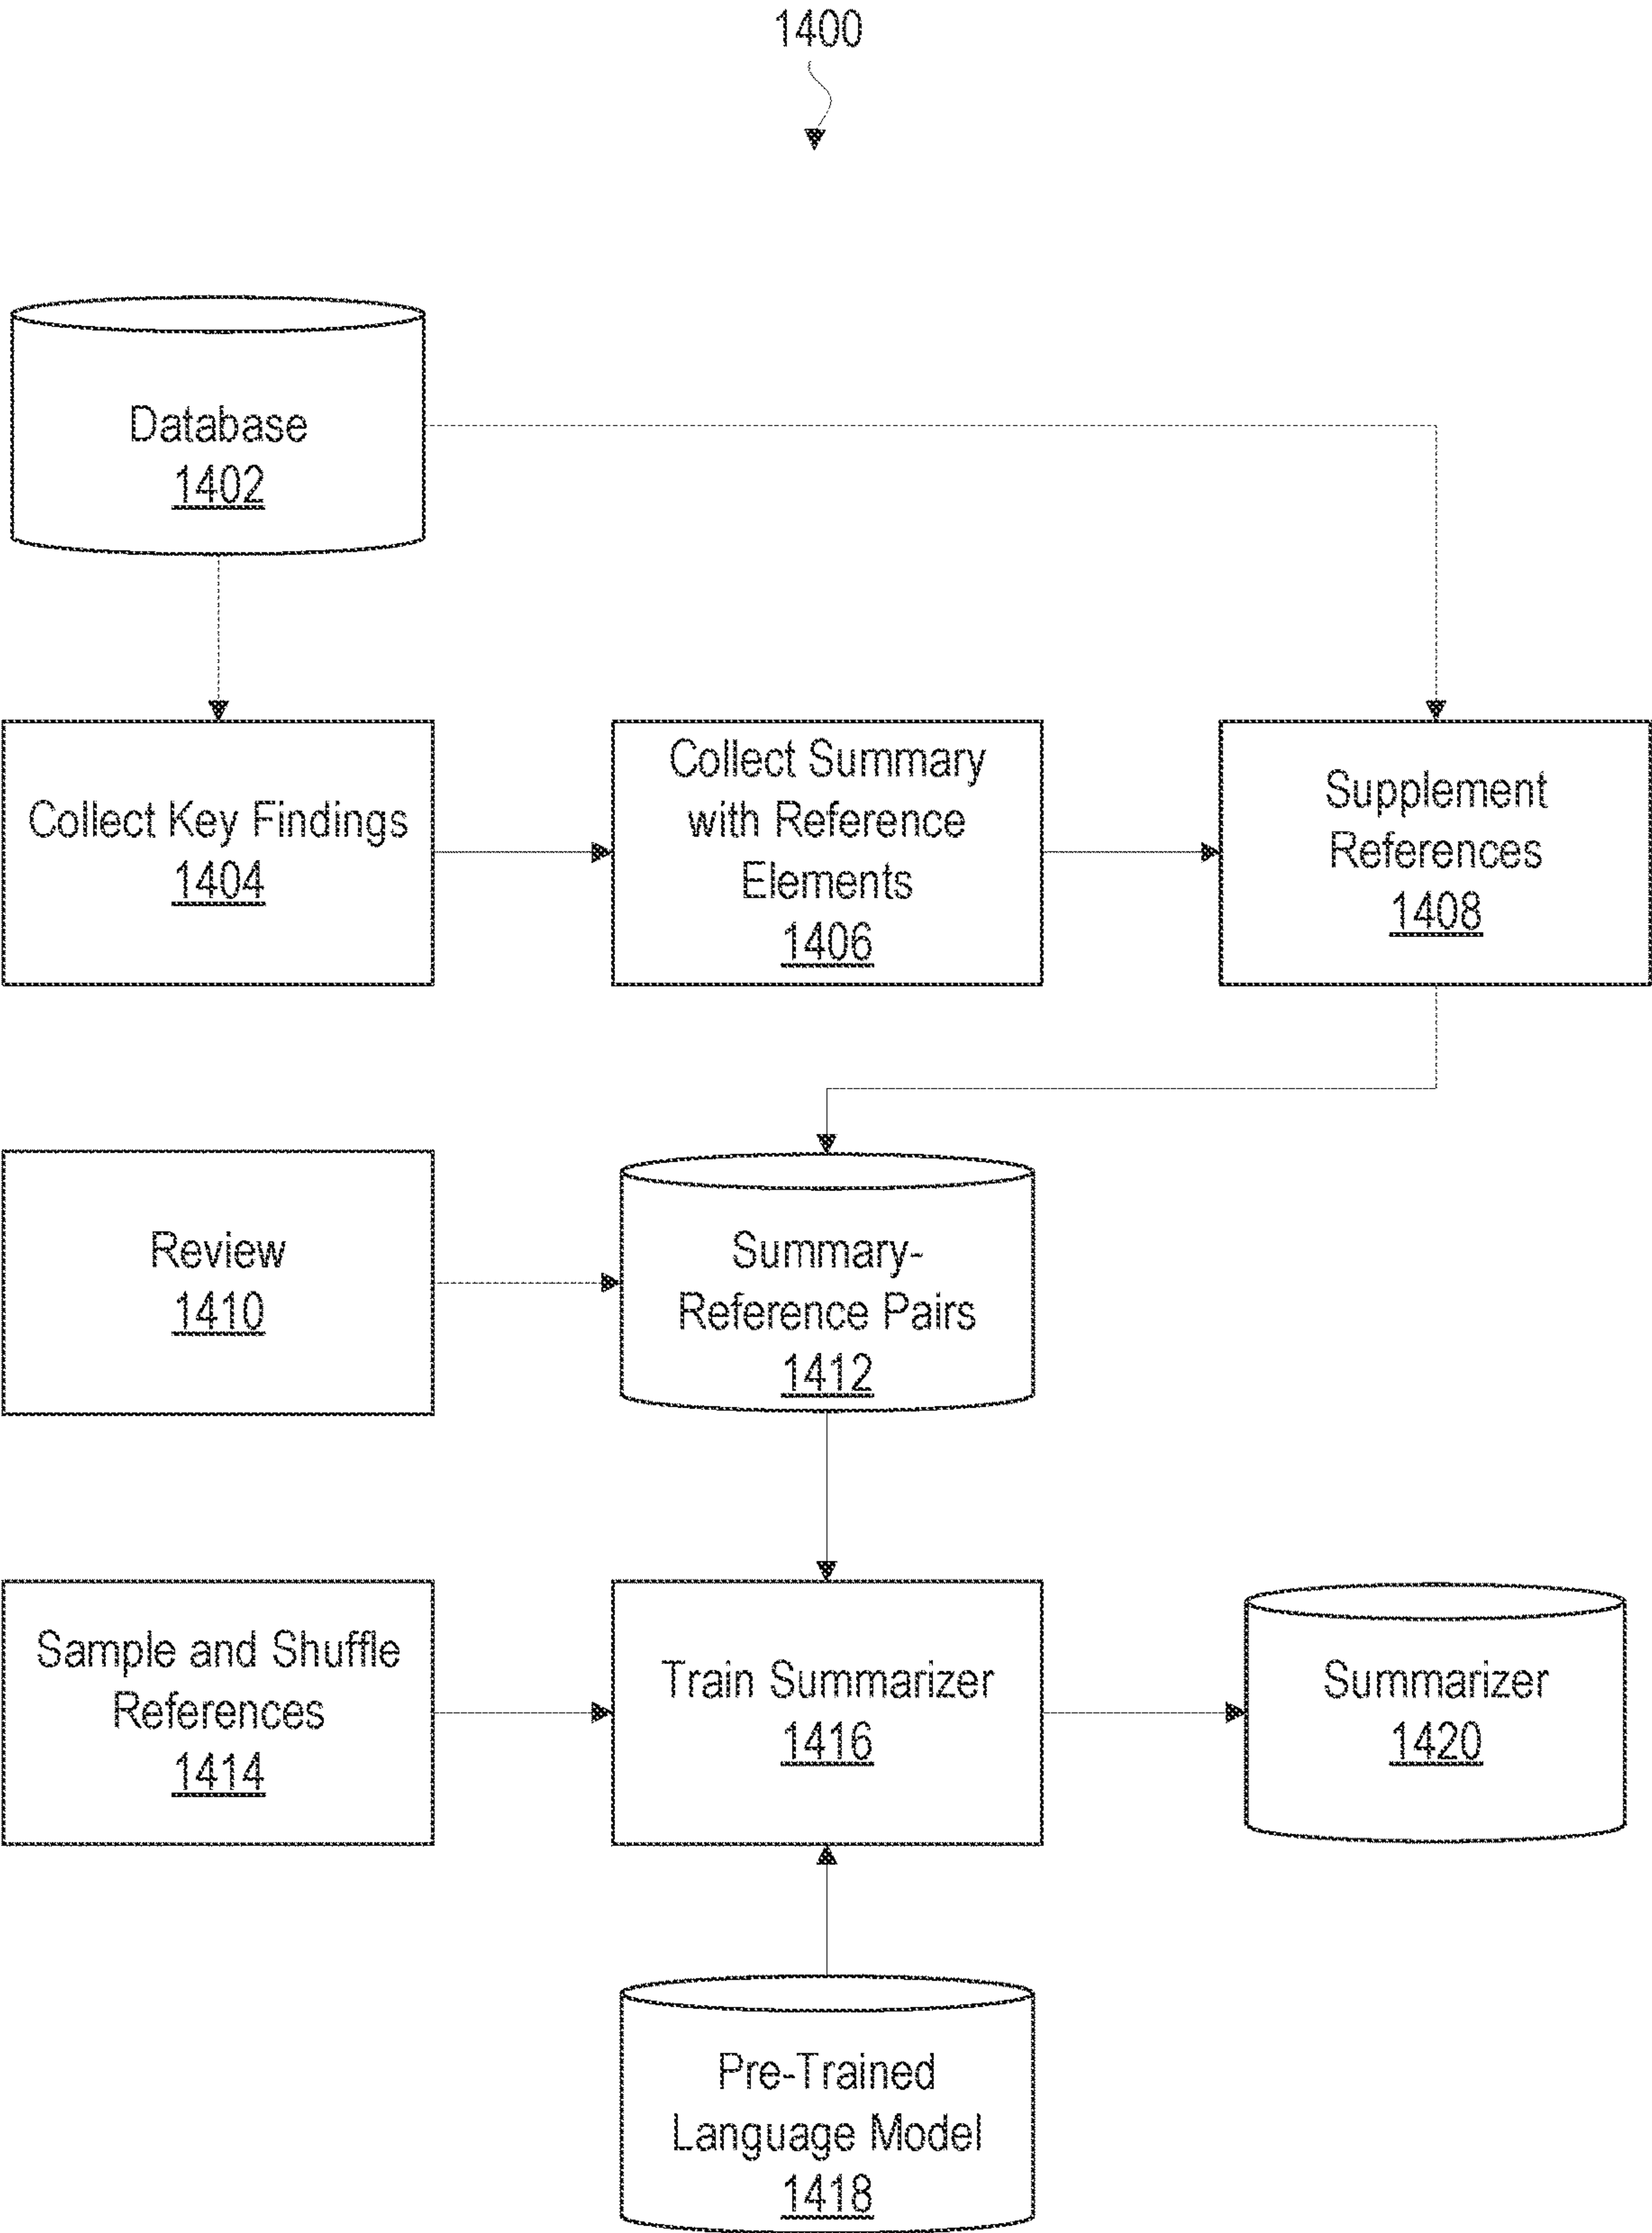 1400
Database
1402
Collect Key Findings
1404
Collect Summary
with Reference
Elements
1406
Supplement
References
1408
Review
1410
Summary-
Reference Pairs
1412
Sample and Shuffle
References
1414
Train Summarizer
1416
Summarizer
1420
Pre-Trained
Language Model
1418